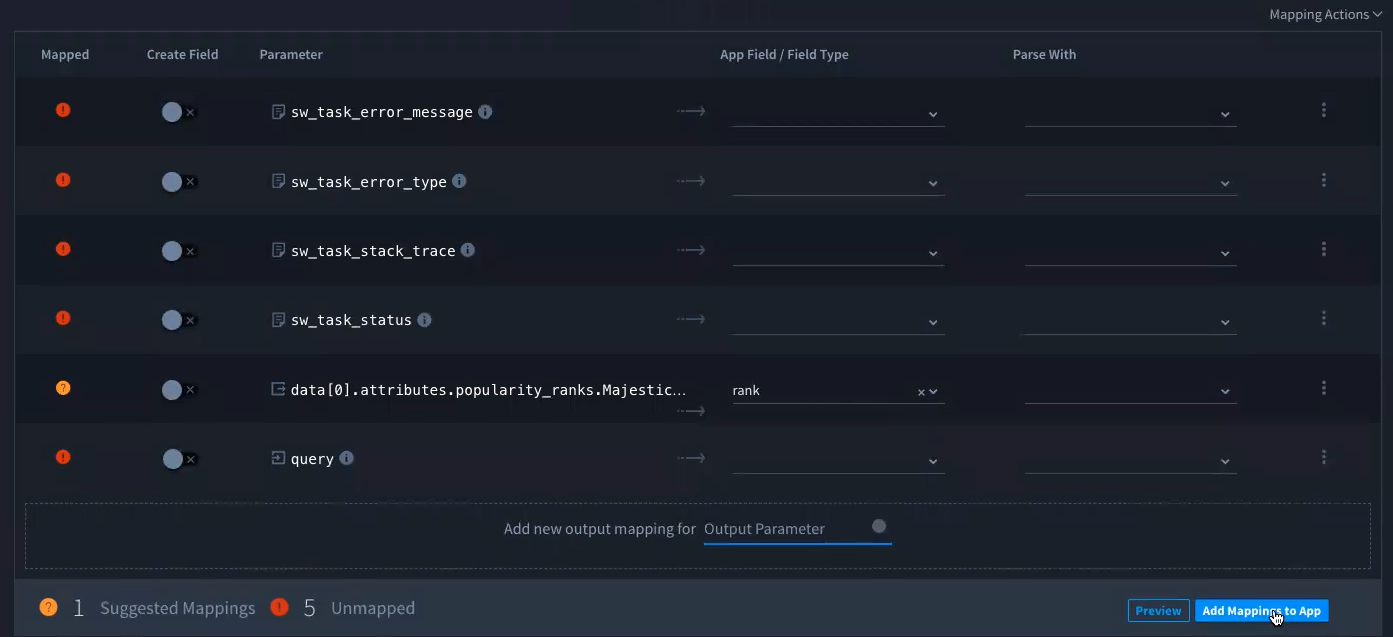 Mapping Actions
Mapped Create Field Parameter App Field / Field Type Parse With
sw_task_error_message
sw_task_error_type
sw_task_stack_trace
sw_task_status
data[0].attributes.popularity_ranks.Majestic... rank
query
Add new output mapping for Output Parameter
1 Suggested Mappings 5 Unmapped Preview Add Mappings to App